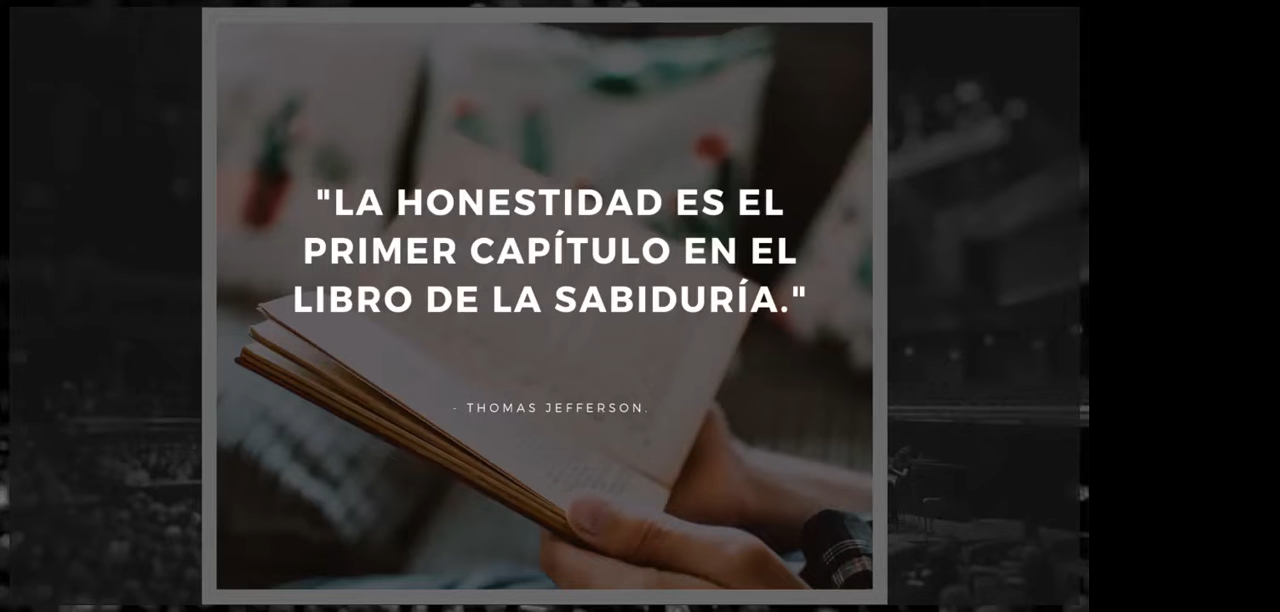 "LA HONESTIDAD ES EL
PRIMER CAPÍTULO EN EL
LIBRO DE LA SABIDURÍA."
- THOMAS JEFFERSON.